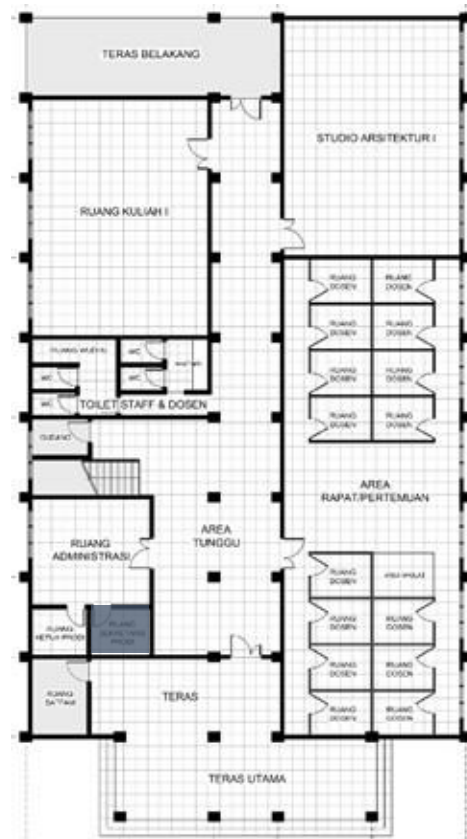 TERAS BELAKANG
STUDIO ARSITEKTUR I
RUANG KULIAH I
RUANG
DOSEN
RUANG
DOSEN
RUANG
DOSEN
RUANG
DOSEN
RUANG
DOSEN
RUANG
DOSEN
RUANG
DOSEN
RUANG
DOSEN
WC
WC
WC
WC
TOILET STAFF & DOSEN
GUDANG
AREA
RAPAT/PERTEMUAN
AREA
TUNGGU
RUANG
ADMINISTRASI
RUANG
DOSEN
RUANG
DOSEN
RUANG
DOSEN
RUANG
DOSEN
RUANG
DOSEN
RUANG
DOSEN
RUANG
DOSEN
RUANG
KETUA PRODI
RUANG
PRODI
RUANG
SATPAM
TERAS
TERAS UTAMA